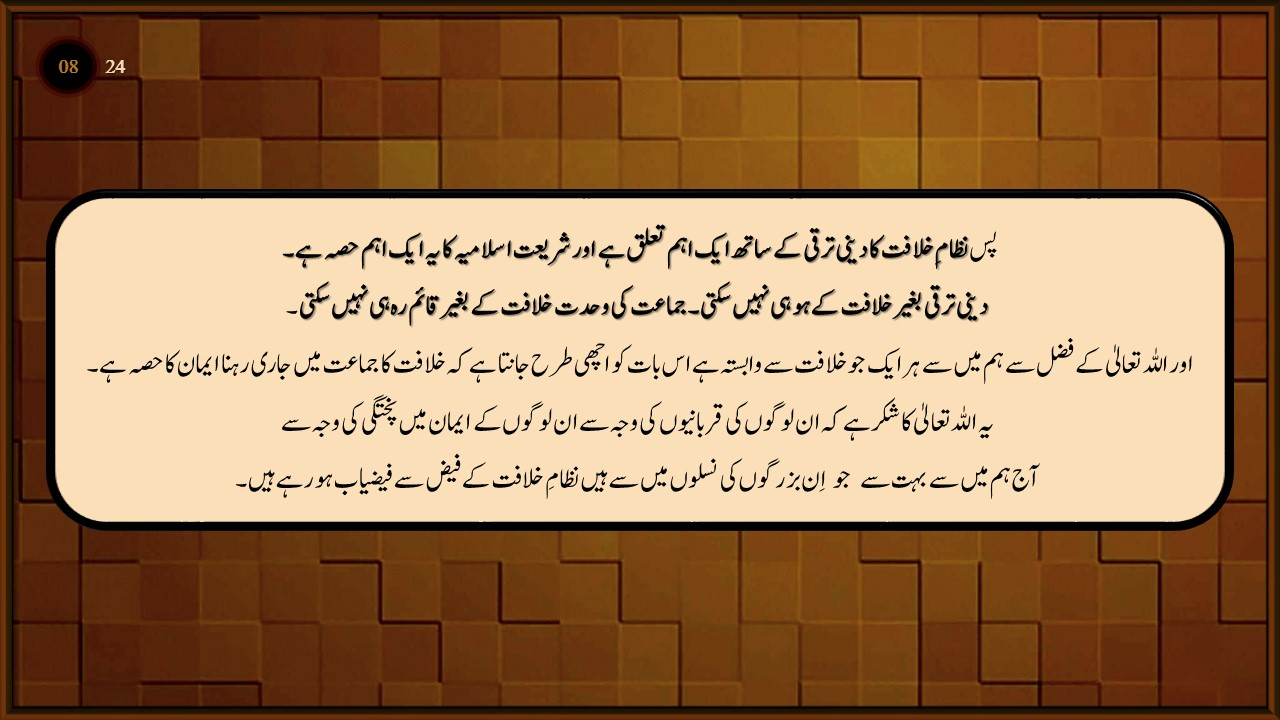 08 24
پس نظامِ خلافت کا دینی ترقی کے ساتھ ایک اہم تعلق ہے اور شریعت اسلامیہ کا یہ ایک اہم حصہ ہے۔
دینی ترقی بغیر خلافت کے ہو ہی نہیں سکتی۔ جماعت کی وحدت خلافت کے بغیر قائم رہ ہی نہیں سکتی۔
اور اللہ تعالیٰ کے فضل سے ہم میں سے ہر ایک جو خلافت سے وابستہ ہے اس بات کو اچھی طرح جانتا ہے کہ خلافت کا جماعت میں جاری رہنا ایمان کا حصہ ہے۔
یہ اللہ تعالیٰ کا شکر ہے کہ ان لوگوں کی قربانیوں کی وجہ سے ان لوگوں کے ایمان میں پختگی کی وجہ سے
آج ہم میں سے بہت سے جو اِن بزرگوں کی نسلوں میں سے ہیں نظامِ خلافت کے فیض سے فیضیاب ہو رہے ہیں۔